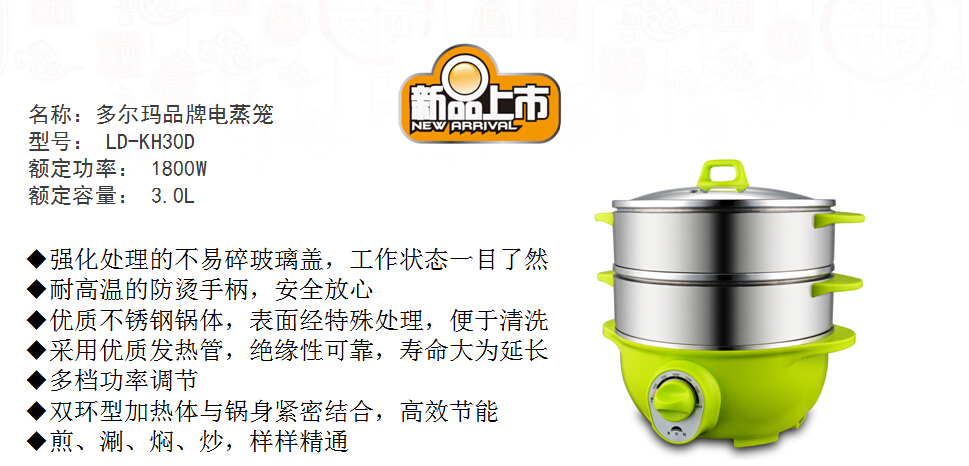 新品上市
NEW ARRIVAL
名称：多尔玛品牌电蒸笼
型号： LD-KH30D
额定功率： 1800W
额定容量： 3.0L
◆强化处理的不易碎玻璃盖，工作状态一目了然
◆耐高温的防烫手柄，安全放心
◆优质不锈钢锅体，表面经特殊处理，便于清洗
◆采用优质发热管，绝缘性可靠，寿命大为延长
◆多档功率调节
◆双环型加热体与锅身紧密结合，高效节能
◆煎、涮、焖、炒，样样精通